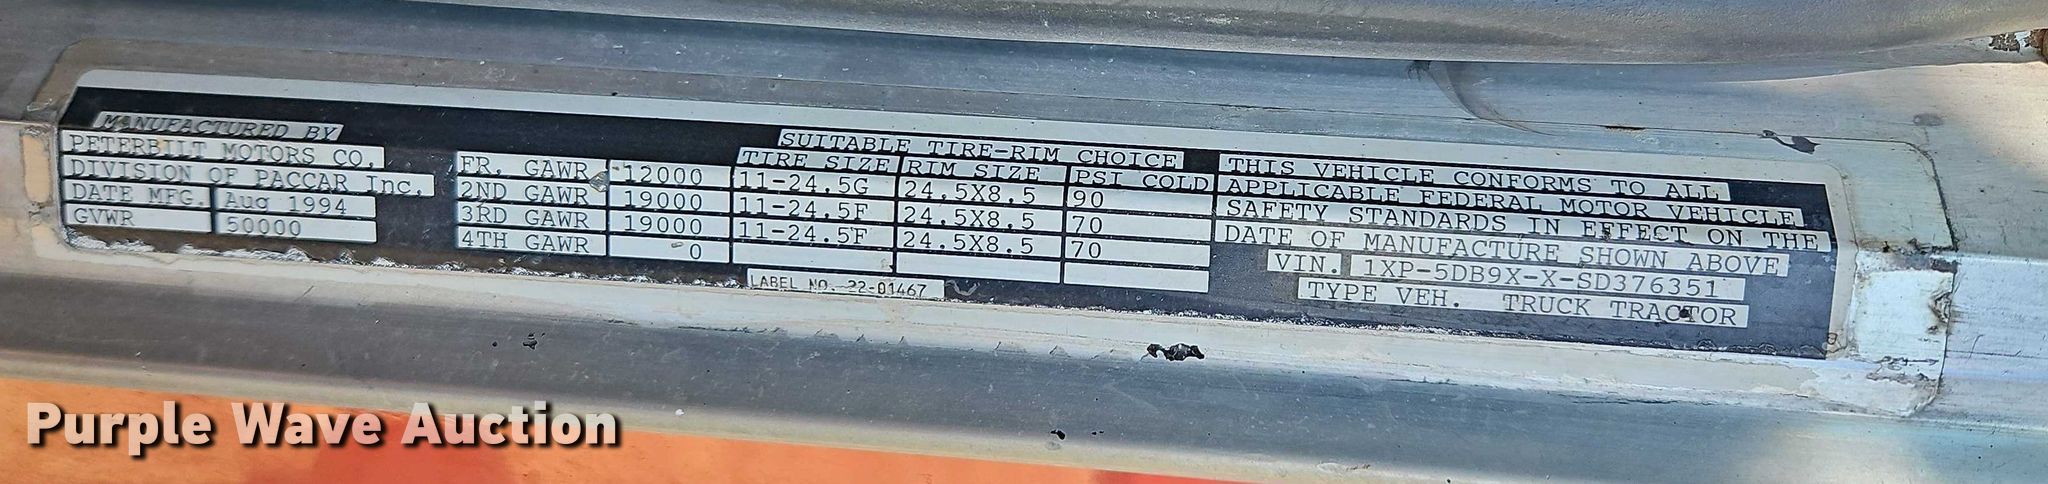 MANUFACTURED BY
PETERBILT MOTORS CO.
DIVISION OF PACCAR Inc.
DATE MFG. Aug 1994
GVWR 50000
FR. GAWR 12000
2ND GAWR 19000
3RD GAWR 19000
4TH GAWR 0
SUITABLE TIRE-RIM CHOICE
TIRE SIZE RIM SIZE PSI COLD
11-24.5G 24.5X8.5 90
11-24.5F 24.5X8.5 70
11-24.5F 24.5X8.5 70
LABEL NO. 22-01467
THIS VEHICLE CONFORMS TO ALL
APPLICABLE FEDERAL MOTOR VEHICLE
SAFETY STANDARDS IN EFFECT ON THE
DATE OF MANUFACTURE SHOWN ABOVE
VIN. 1XP-5DB9X-X-SD376351
TYPE VEH. TRUCK TRACTOR
Purple Wave Auction